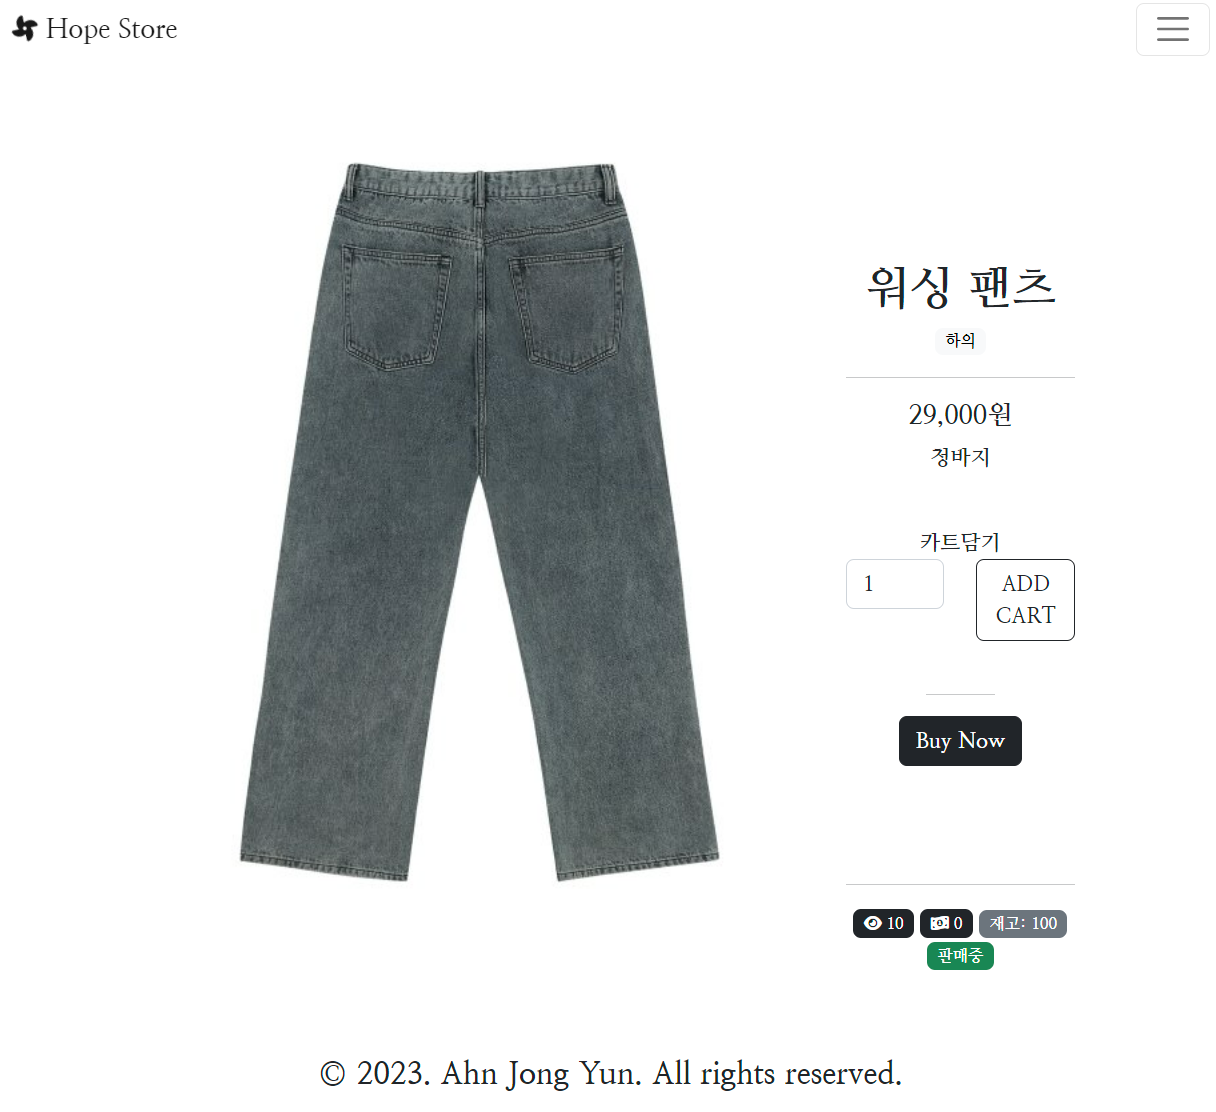 Hope Store
워싱 팬츠
하의
29,000원
청바지
카트담기
1
ADD
CART
Buy Now
10
0
재고: 100
판매중
© 2023. Ahn Jong Yun. All rights reserved.